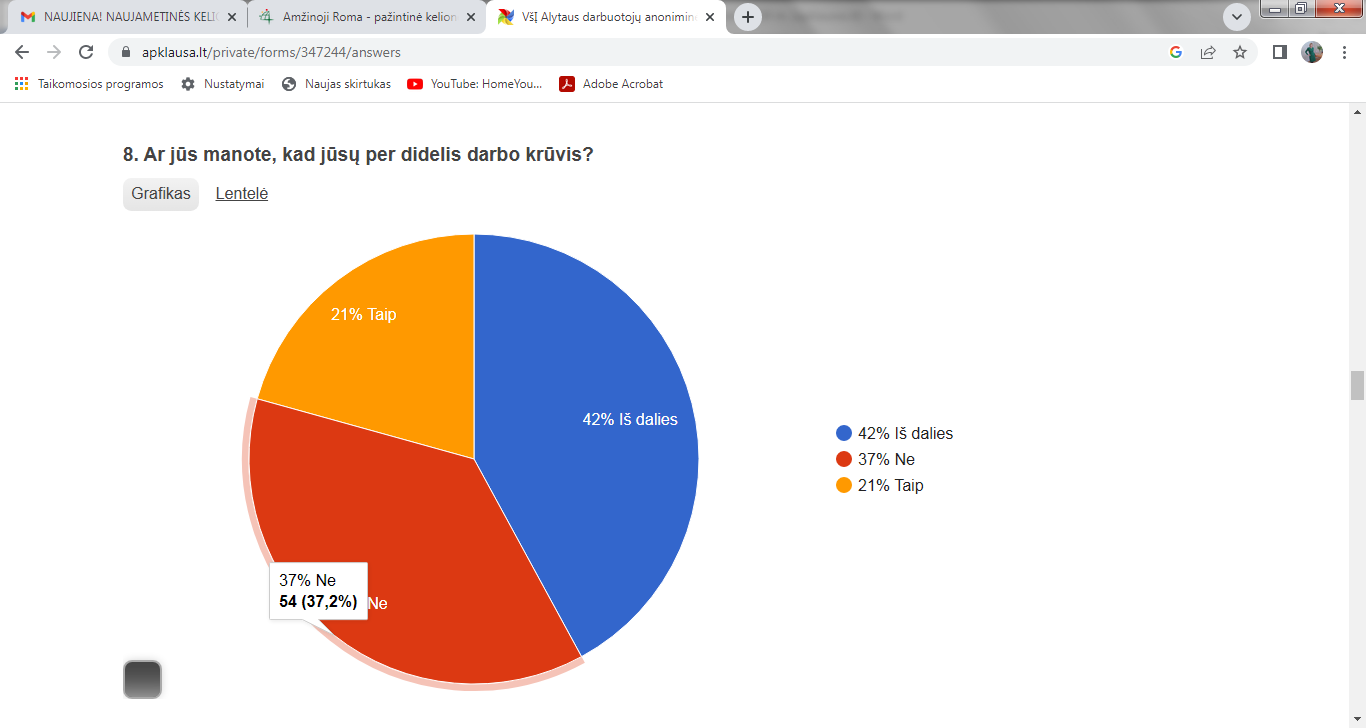 NAUJIENA! NAUJAMETINĖS KELIO
Amžinoji Roma - pažintinė kelion
VšĮ Alytaus darbuotojų anoniminė
apklausa.lt/private/forms/347244/answers
Taikomosios programos
Nustatymai
Naujas skirtukas
YouTube: HomeYou...
Adobe Acrobat
8. Ar jūs manote, kad jūsų per didelis darbo krūvis?
Grafikas
Lentelė
21% Taip
42% Iš dalies
42% Iš dalies
37% Ne
21% Taip
37% Ne
54 (37,2%)
Ne